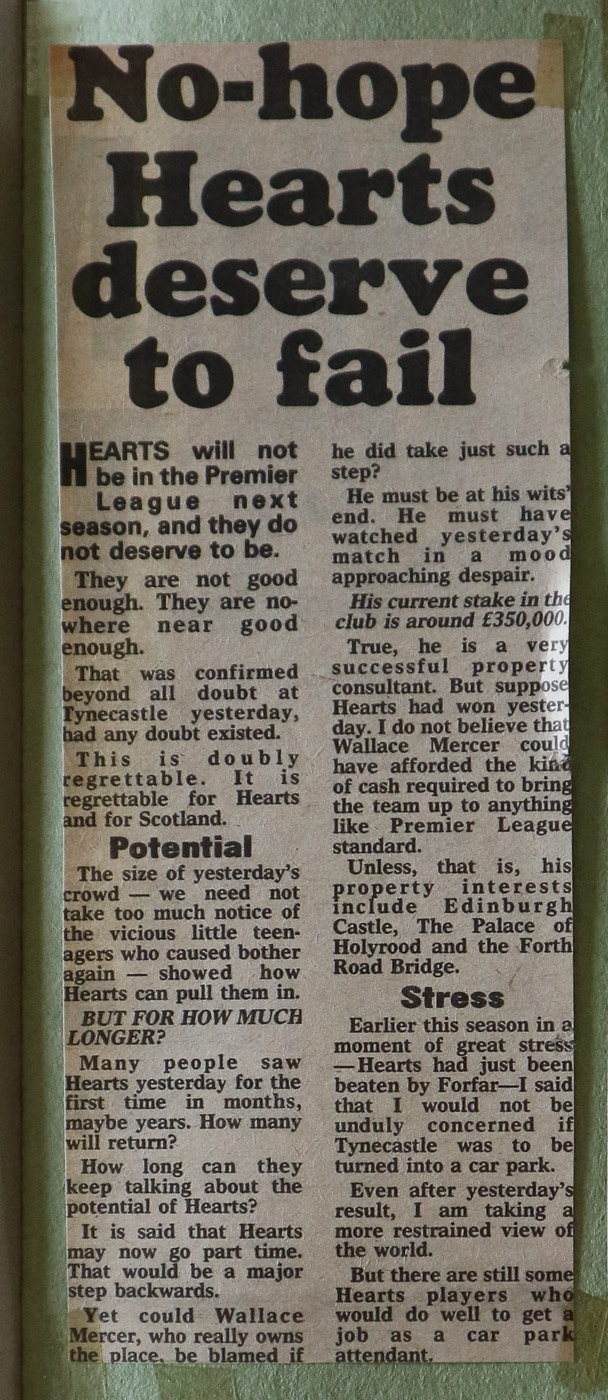 No-hope
Hearts
deserve
to fail
HEARTS will not
be in the Premier
League next
season, and they do
not deserve to be.
They are not good
enough. They are no-
where near good
enough.
That was confirmed
beyond all doubt at
Tynecastle yesterday,
had any doubt existed.
This is doubly
regrettable. It is
regrettable for Hearts
and for Scotland.
Potential
The size of yesterday's
crowd — we need not
take too much notice of
the vicious little teen-
agers who caused bother
again — showed how
Hearts can pull them in.
BUT FOR HOW MUCH
LONGER?
Many people saw
Hearts yesterday for the
first time in months,
maybe years. How many
will return?
How long can they
keep talking about the
potential of Hearts?
It is said that Hearts
may now go part time.
That would be a major
step backwards.
Yet could Wallace
Mercer, who really owns
the place, be blamed if
he did take just such a
step?
He must be at his wits'
end. He must have
watched yesterday's
match in a mood
approaching despair.
His current stake in the
club is around £350,000.
True, he is a very
successful property
consultant. But suppose
Hearts had won yester-
day. I do not believe that
Wallace Mercer could
have afforded the kind
of cash required to bring
the team up to anything
like Premier League
standard.
Unless, that is, his
property interests
include Edinburgh
Castle, The Palace of
Holyrood and the Forth
Road Bridge.
Stress
Earlier this season in a
moment of great stress
—Hearts had just been
beaten by Forfar—I said
that I would not be
unduly concerned if
Tynecastle was to be
turned into a car park.
Even after yesterday's
result, I am taking a
more restrained view of
the world.
But there are still some
Hearts players who
would do well to get a
job as a car park
attendant.